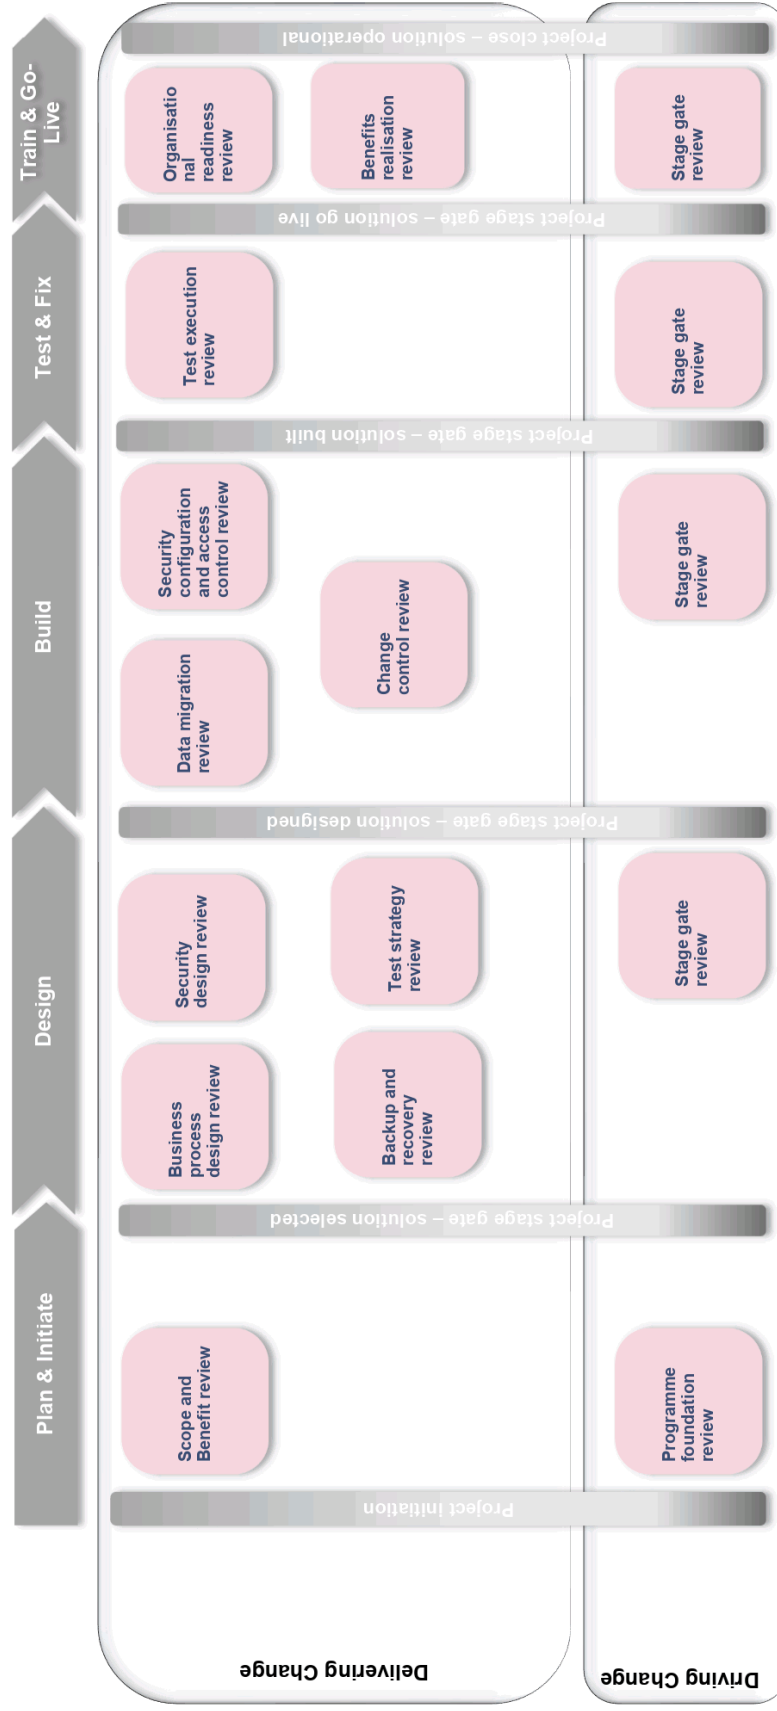 Plan & Initiate
Design
Build
Test & Fix
Train & Go-
Live
Delivering Change
Project initiation
Scope and
Benefit review
Project stage gate – solution selected
Business
process
design review
Security
design review
Backup and
recovery
review
Test strategy
review
Project stage gate – solution designed
Data migration
review
Security
configuration
and access
control review
Change
control review
Project stage gate – solution built
Test execution
review
Project stage gate – solution go live
Organisatio
nal
readiness
review
Benefits
realisation
review
Project close – solution operational
Driving Change
Programme
foundation
review
Stage gate
review
Stage gate
review
Stage gate
review
Stage gate
review